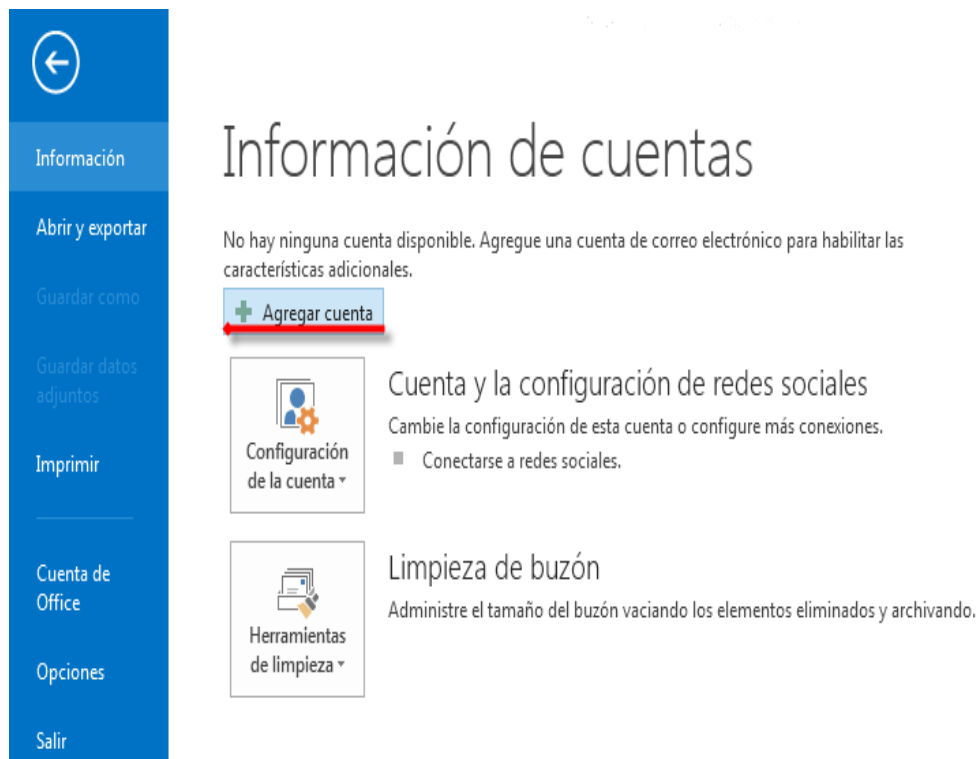 Información
Abrir y exportar
Guardar como
Guardar datos
adjuntos
Imprimir
Cuenta de
Office
Opciones
Salir
Información de cuentas
No hay ninguna cuenta disponible. Agregue una cuenta de correo electrónico para habilitar las
características adicionales.
Agregar cuenta
Configuración
de la cuenta
Cuenta y la configuración de redes sociales
Cambie la configuración de esta cuenta o configure más conexiones.
Conectarse a redes sociales.
Herramientas
de limpieza
Limpieza de buzón
Administre el tamaño del buzón vaciando los elementos eliminados y archivando.